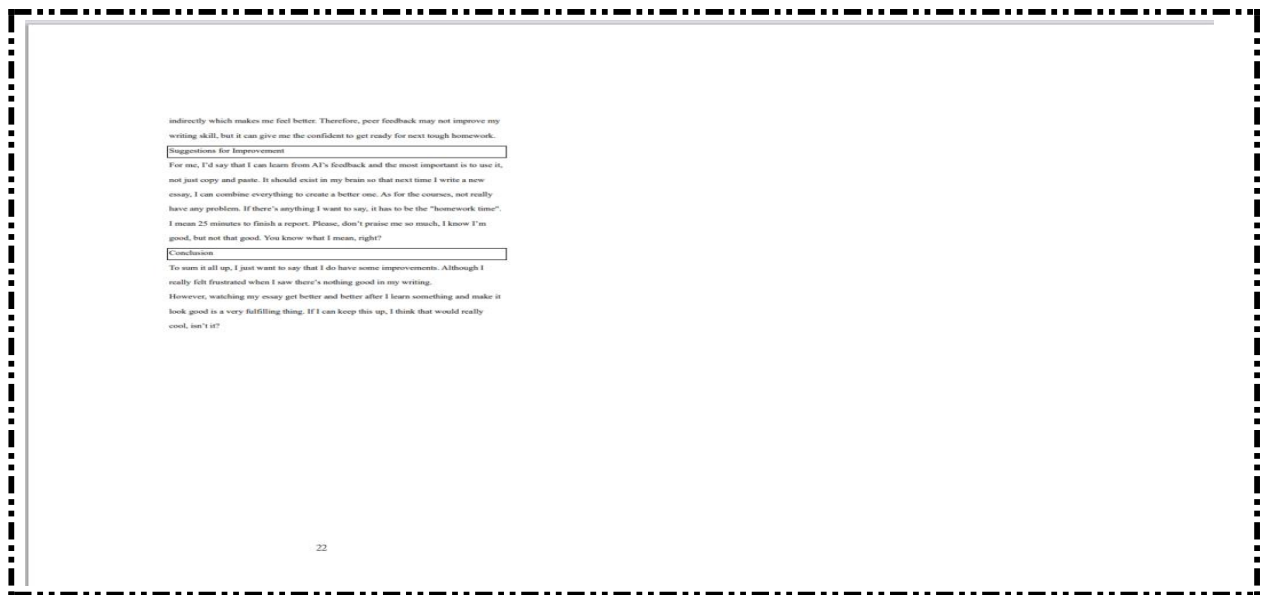 indirectly which makes me feel better. Therefore, peer feedback may not improve my
writing skill, but it can give me the confident to get ready for next tough homework.
Suggestions for Improvement
For me, I'd say that I can learn from AI's feedback and the most important is to use it,
not just copy and paste. It should exist in my brain so that next time I write a new
essay, I can combine everything to create a better one. As for the courses, not really
have any problem. If there's anything I want to say, it has to be the "homework time".
I mean 25 minutes to finish a report. Please, don't praise me so much, I know I'm
good, but not that good. You know what I mean, right?
Conclusion
To sum it all up, I just want to say that I do have some improvements. Although I
really felt frustrated when I saw there's nothing good in my writing.
However, watching my essay get better and better after I learn something and make it
look good is a very fulfilling thing. If I can keep this up, I think that would really
cool, isn't it?
22